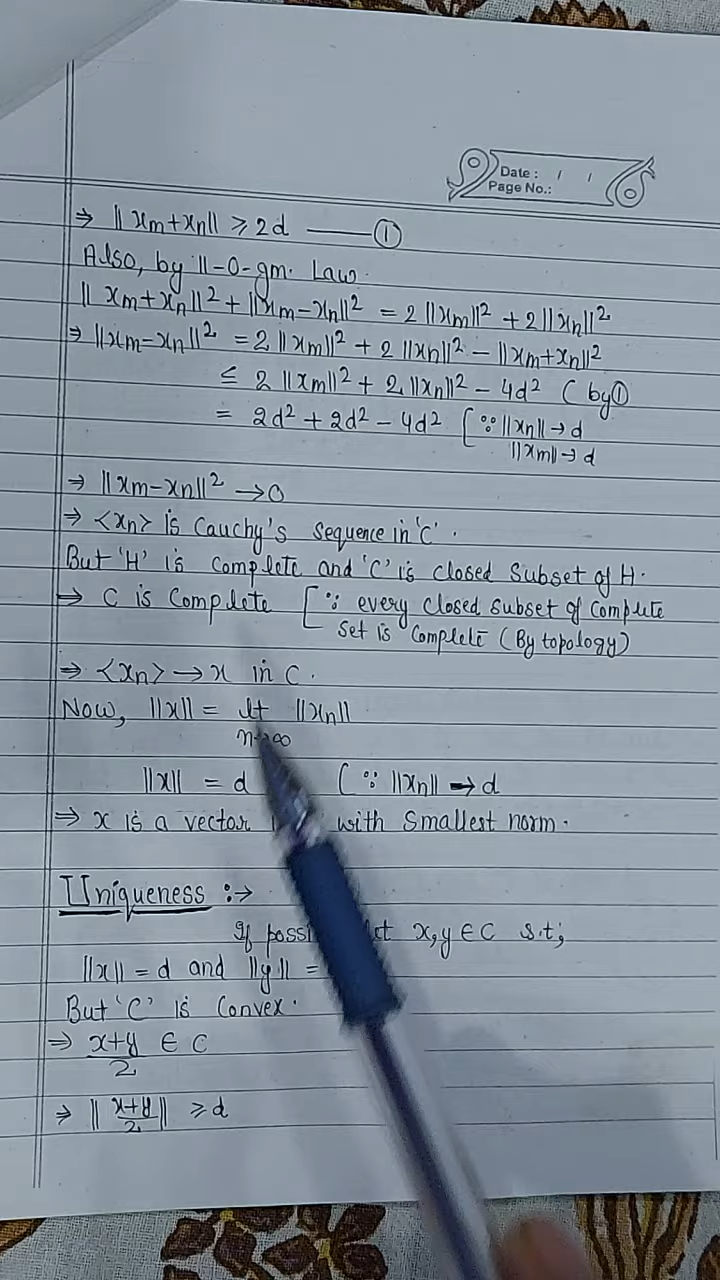 Date : / /
Page No.:
⇒ ||xm+xn|| ≥ 2d —— ①
Also, by ||-0-gm. Law.
||xm+xn||² + ||xm-xn||² = 2||xm||² + 2||xn||²
⇒ ||xm-xn||² = 2||xm||² + 2||xn||² - ||xm+xn||²
≤ 2||xm||² + 2||xn||² - 4d² ( by①
= 2d² + 2d² - 4d² [ ∵ ||xn|| → d
||xm|| → d
⇒ ||xm-xn||² → 0
⇒ <xn> is Cauchy's sequence in 'C'.
But 'H' is complete and 'C' is closed subset of H.
⇒ C is Complete [ ∵ every closed subset of complete
set is complete (By topology)
⇒ <xn> → x in C.
Now, ||x|| = lt ||xn||
n→∞
||x|| = d ( ∵ ||xn|| → d
⇒ x is a vector with smallest norm.
Uniqueness :→
If x,y ∈ C s.t;
||x|| = d and ||y|| =
But 'C' is Convex.
⇒ x+y/2 ∈ C
⇒ ||x+y/2|| ≥ d